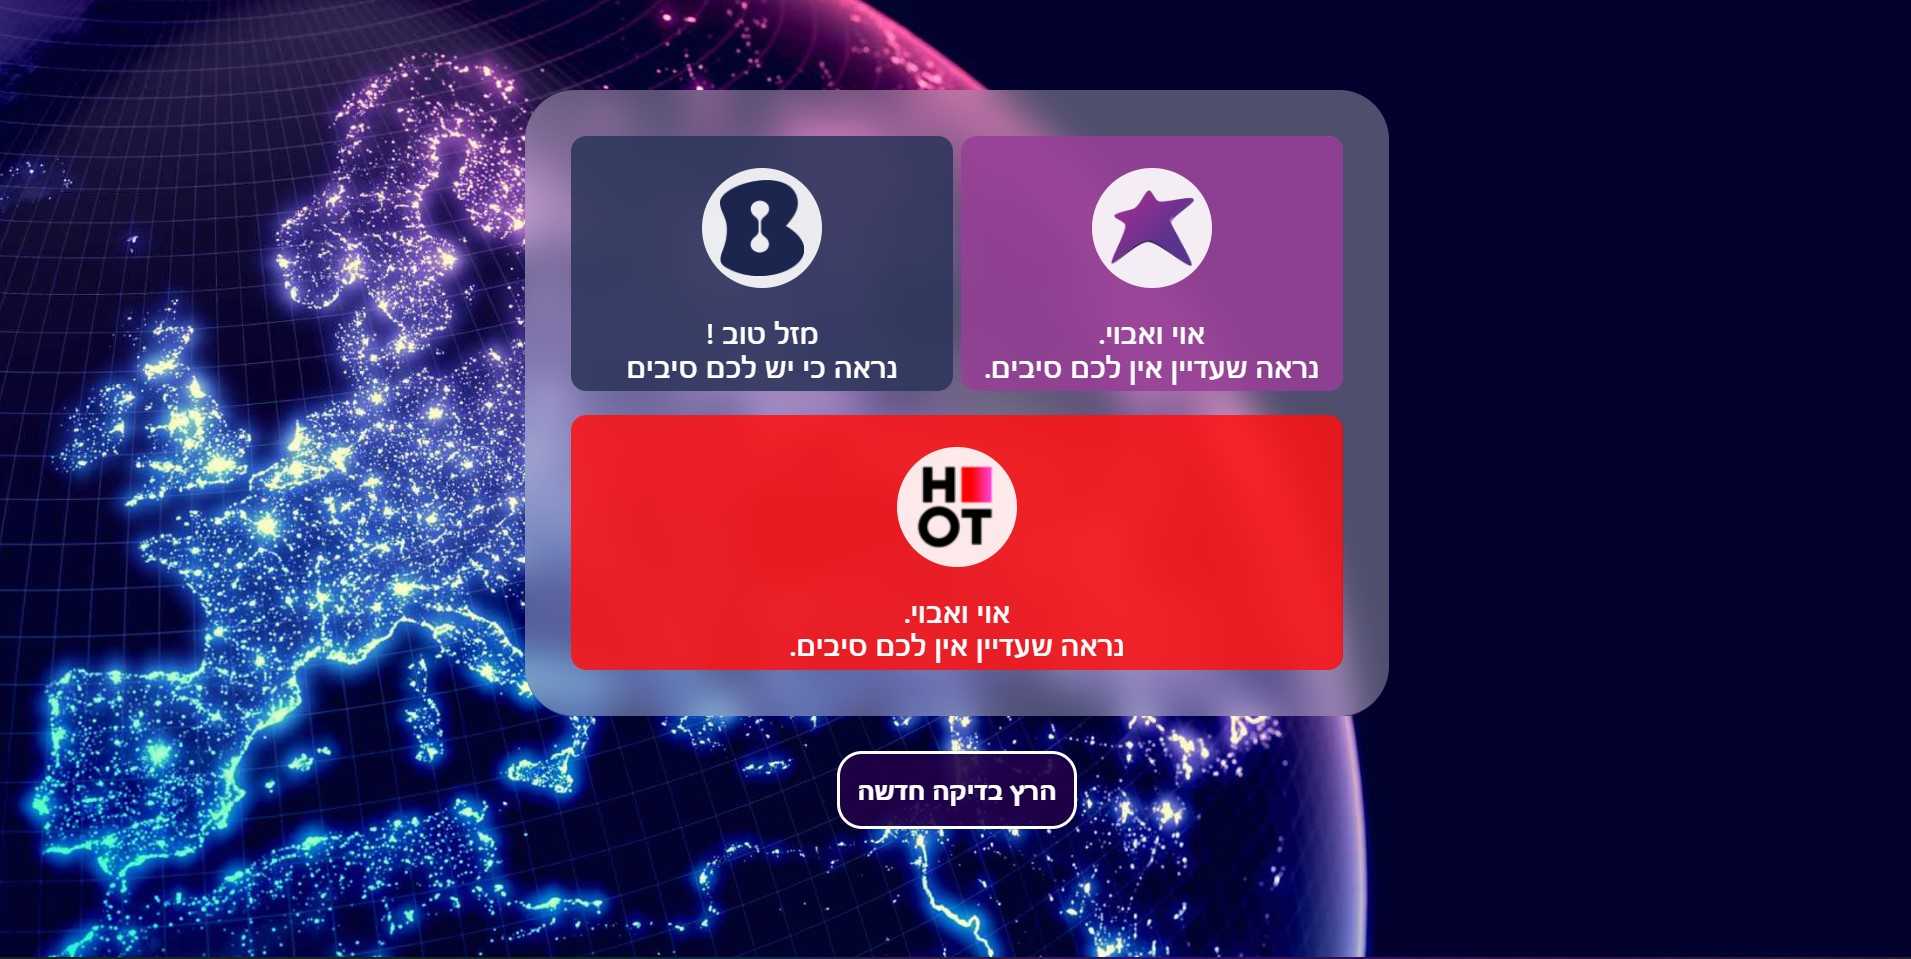 אוי ואבוי.
נראה שעדיין אין לכם סיבים.
מזל טוב !
נראה כי יש לכם סיבים
HOT
אוי ואבוי.
נראה שעדיין אין לכם סיבים.
הרץ בדיקה חדשה